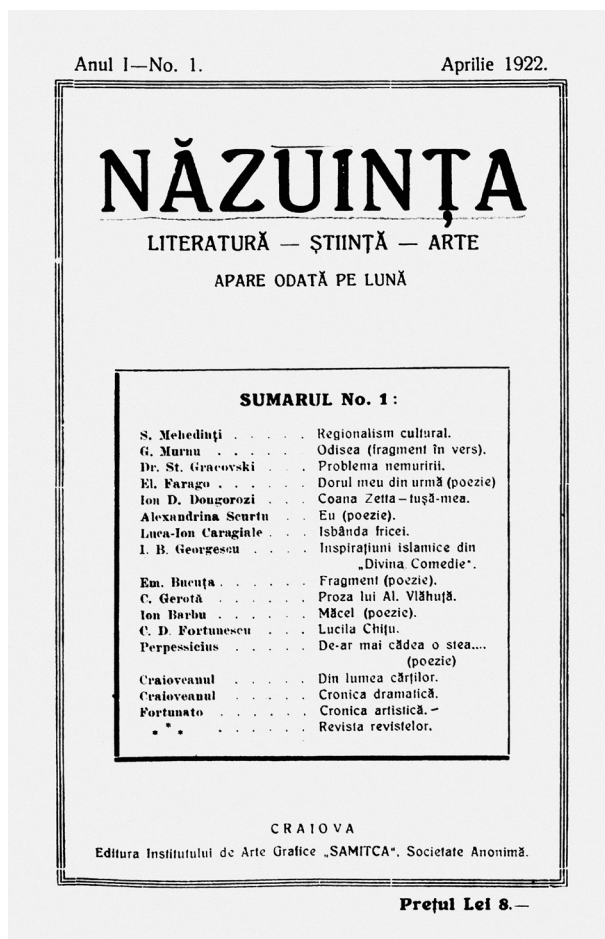 Anul I—No. 1. Aprilie 1922.
NĂZUINȚA
LITERATURĂ — ȘTIINȚĂ — ARTE
APARE ODATĂ PE LUNĂ
SUMARUL No. 1:
S. Mehedinți . . . . . Regionalism cultural.
G. Murnu . . . . . . Odisea (fragment în vers).
Dr. St. Gracovski . . . Problema nemuririi.
El. Farago . . . . . . Dorul meu din urmă (poezie)
Ion D. Dougorozi . . . Coana Zetta—tușă-mea.
Alexandrina Scurtu . . Eu (poezie).
Luca-Ion Caragiale . . . Isbânda fricei.
I. B. Georgescu . . . . Inspirațiuni islamice din
„Divina Comedie".
Em. Bucuța . . . . . . Fragment (poezie).
C. Gerotă . . . . . . Proza lui Al. Vlăhuță.
Ion Barbu . . . . . . Măcel (poezie).
C. D. Fortunescu . . . Lucila Chițu.
Perpessicius . . . . . De-ar mai cădea o stea....
(poezie)
Craioveanul . . . . . Din lumea cărților.
Craioveanul . . . . . Cronica dramatică.
Fortunato . . . . . . Cronica artistică.—
* * * . . . . . . Revista revistelor.
CRAIOVA
Editura Institutului de Arte Grafice „SAMITCA", Societate Anonimă.
Prețul Lei 8.—